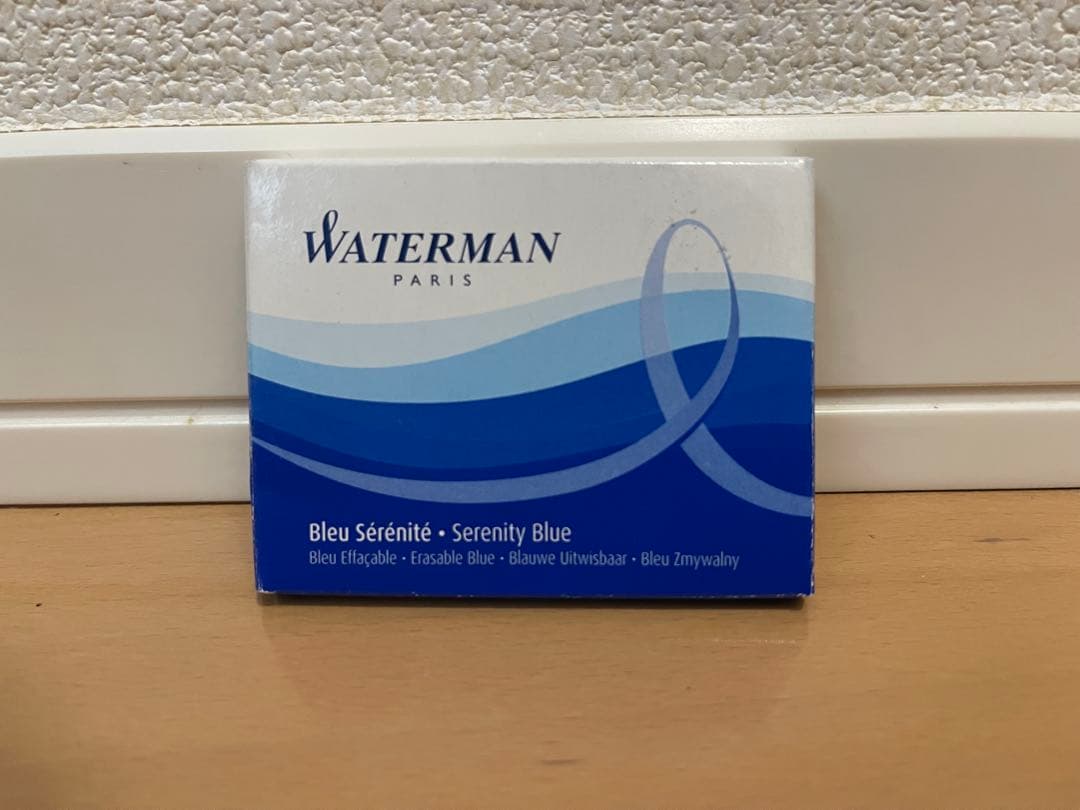 WATERMAN
PARIS
Bleu Sérénité • Serenity Blue
Bleu Effaçable • Erasable Blue • Blauwe Uitwisbaar • Bleu Zmywalny